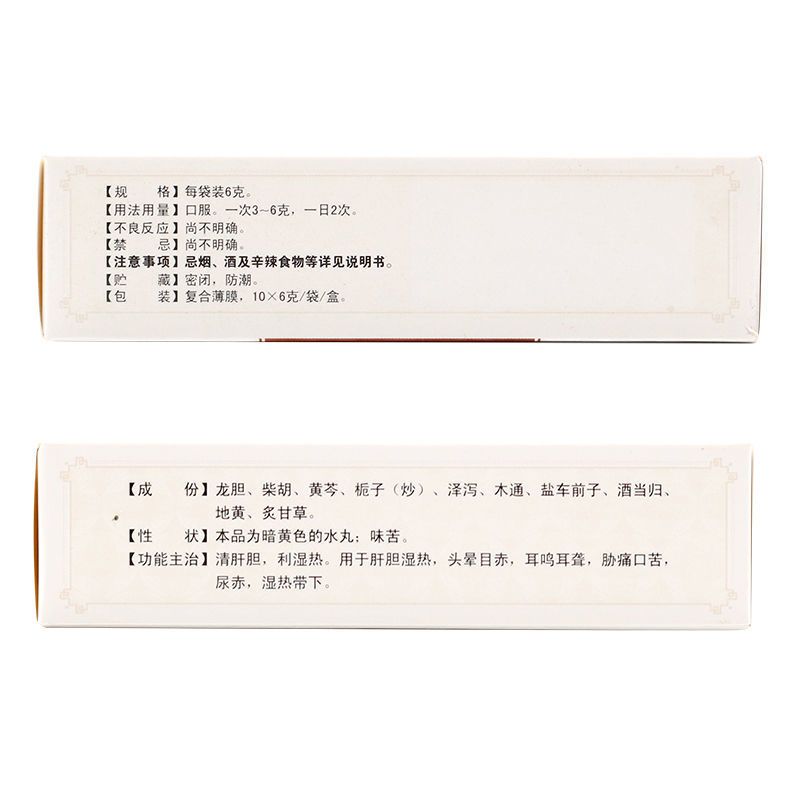 【规 格】每袋装6克。
【用法用量】口服。一次3~6克，一日2次。
【不良反应】尚不明确。
【禁 忌】尚不明确。
【注意事项】忌烟、酒及辛辣食物等详见说明书。
【贮 藏】密闭，防潮。
【包 装】复合薄膜，10×6克/袋/盒。
【成 份】龙胆、柴胡、黄芩、栀子（炒）、泽泻、木通、盐车前子、酒当归、
地黄、炙甘草。
【性 状】本品为暗黄色的水丸；味苦。
【功能主治】清肝胆，利湿热。用于肝胆湿热，头晕目赤，耳鸣耳聋，胁痛口苦，
尿赤，湿热带下。